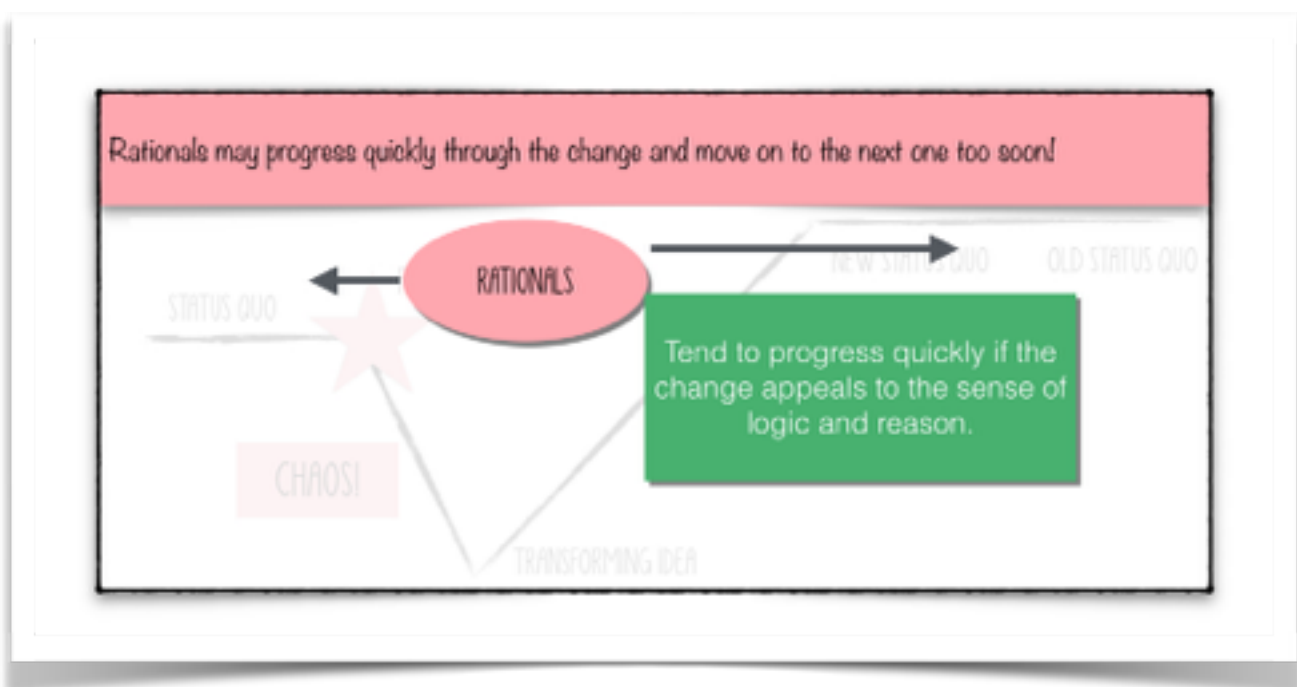 Rationals may progress quickly through the change and move on to the next one too soon!
RATIONALS
NEW STATUS QUO
OLD STATUS QUO
STATUS QUO
Tend to progress quickly if the
change appeals to the sense of
logic and reason.
CHAOS!
TRANSFORMING IDEA